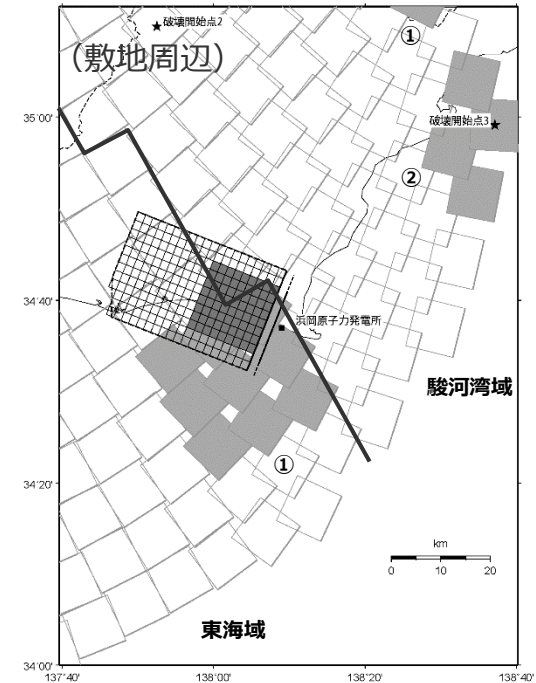 ★破壊開始点2
(敷地周辺)
①
35°00'
破壊開始点3★
②
34°40'
浜岡原子力発電所
駿河湾域
①
34°20'
km
0 10 20
東海域
34°00'
137°40' 138°00' 138°20' 138°40'